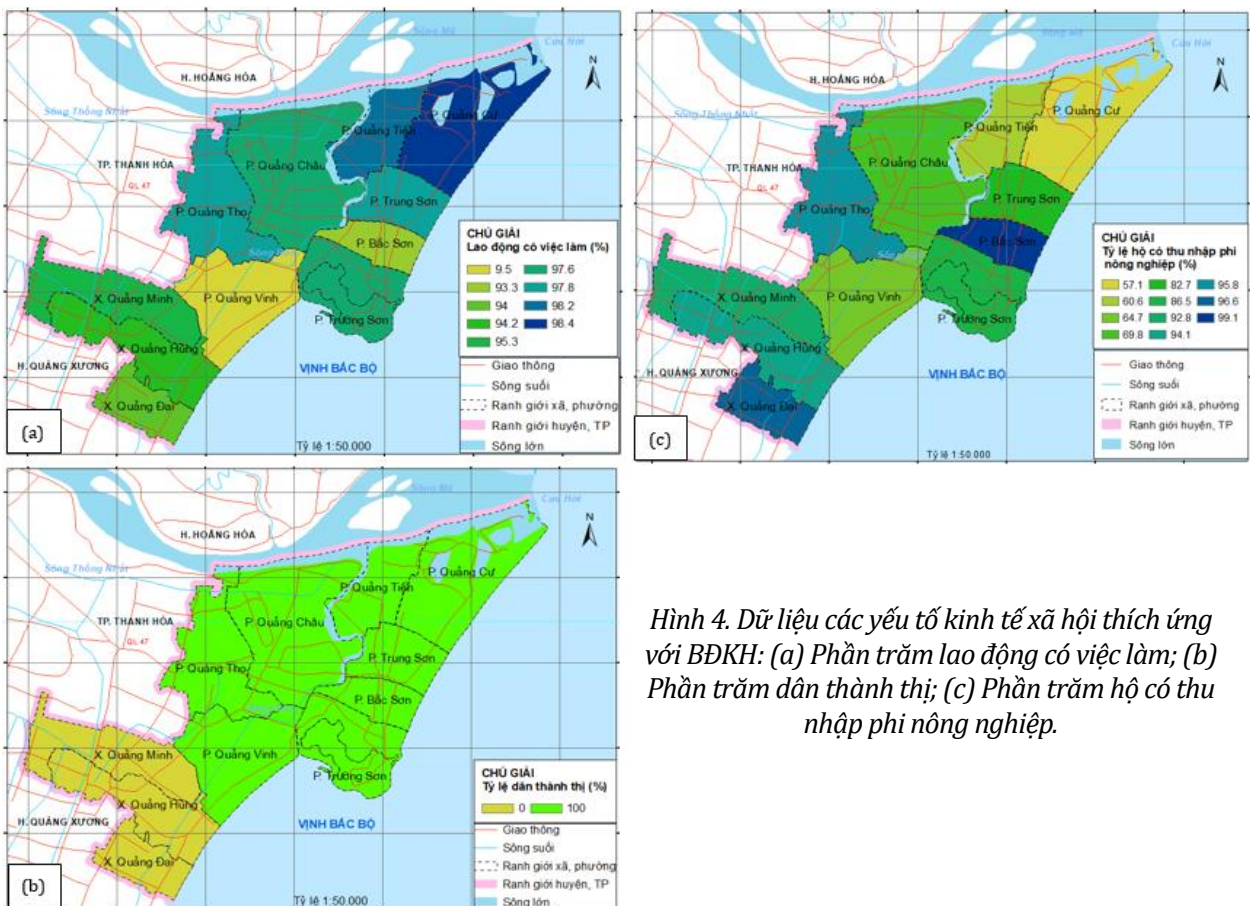 Sông Mã
Cửa Hới
N
H. HOẰNG HÓA
Sông Thống Nhất
P. Quảng Tiến
P. Quảng Cư
TP. THANH HÓA
P. Quảng Châu
QL 47
P. Quảng Thọ
P. Trung Sơn
P. Bắc Sơn
X. Quảng Minh
P. Quảng Vinh
P. Trường Sơn
X. Quảng Hùng
H. QUẢNG XƯƠNG
VỊNH BẮC BỘ
X. Quảng Đại
(a)
Tỷ lệ 1:50.000
CHÚ GIẢI
Lao động có việc làm (%)
9.5 97.6
93.3 97.8
94 98.2
94.2 98.4
95.3
Giao thông
Sông suối
Ranh giới xã, phường
Ranh giới huyện, TP
Sông lớn
Sông Mã
Cửa Hới
N
H. HOẰNG HÓA
Sông Thống Nhất
P. Quảng Tiến
P. Quảng Cư
TP. THANH HÓA
P. Quảng Châu
QL 47
P. Quảng Thọ
P. Trung Sơn
P. Bắc Sơn
X. Quảng Minh
P. Quảng Vinh
P. Trường Sơn
X. Quảng Hùng
H. QUẢNG XƯƠNG
VỊNH BẮC BỘ
X. Quảng Đại
(c)
Tỷ lệ 1:50.000
CHÚ GIẢI
Tỷ lệ hộ có thu nhập phi
nông nghiệp (%)
57.1 82.7 95.8
60.6 86.5 96.6
64.7 92.8 99.1
69.8 94.1
Giao thông
Sông suối
Ranh giới xã, phường
Ranh giới huyện, TP
Sông lớn
Sông Mã
Cửa Hới
N
H. HOẰNG HÓA
Sông Thống Nhất
P. Quảng Tiến
P. Quảng Cư
TP. THANH HÓA
P. Quảng Châu
QL 47
P. Quảng Thọ
P. Trung Sơn
P. Bắc Sơn
X. Quảng Minh
P. Quảng Vinh
P. Trường Sơn
X. Quảng Hùng
H. QUẢNG XƯƠNG
VỊNH BẮC BỘ
X. Quảng Đại
(b)
Tỷ lệ 1:50.000
CHÚ GIẢI
Tỷ lệ dân thành thị (%)
0 100
Giao thông
Sông suối
Ranh giới xã, phường
Ranh giới huyện, TP
Sông lớn
Hình 4. Dữ liệu các yếu tố kinh tế xã hội thích ứng
với BĐKH: (a) Phần trăm lao động có việc làm; (b)
Phần trăm dân thành thị; (c) Phần trăm hộ có thu
nhập phi nông nghiệp.